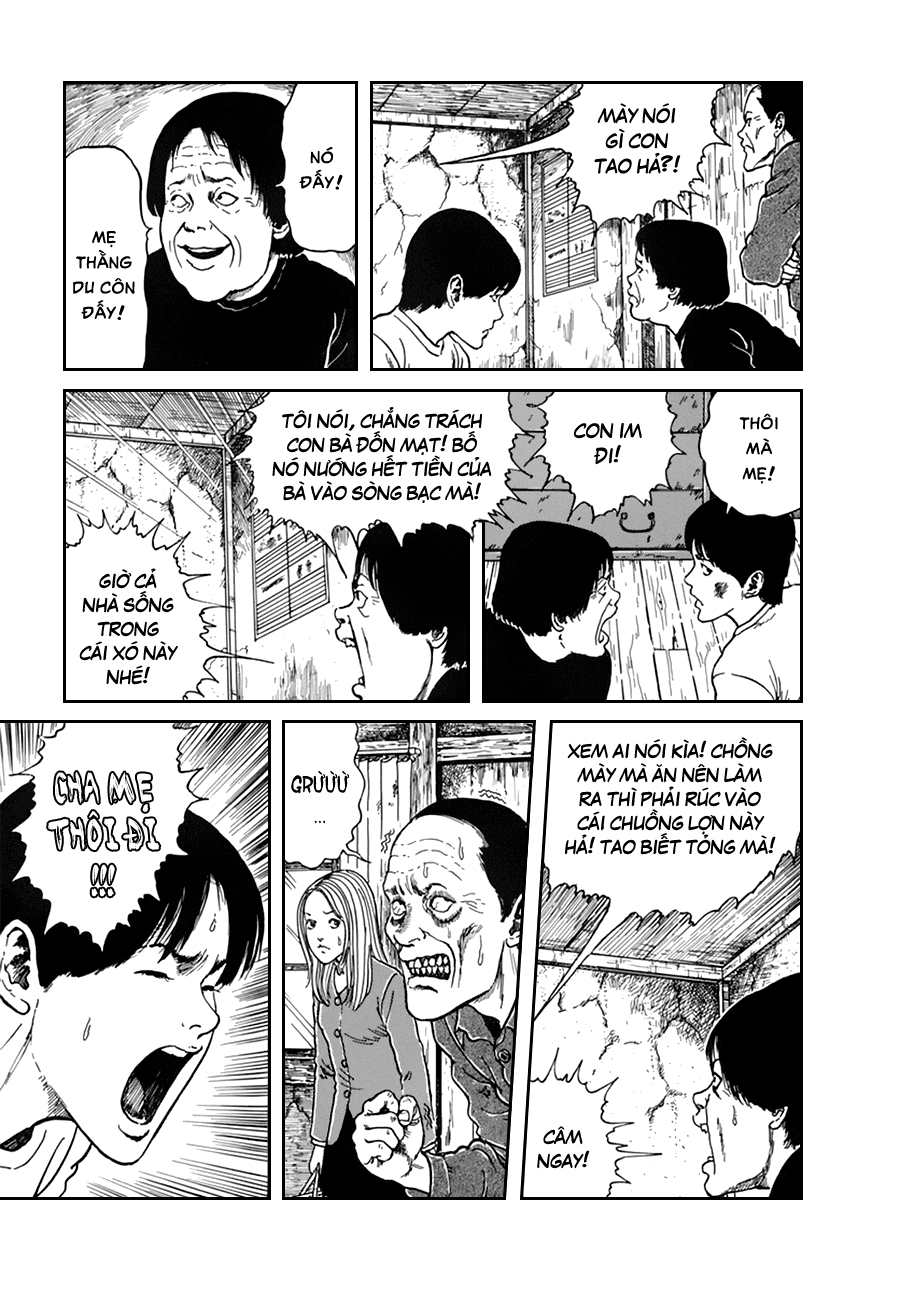 MÀY NÓI
GÌ CON
TAO HẢ?!
NÓ
ĐẤY!
MẸ
THẰNG
DU CÔN
ĐẤY!
THÔI
MÀ
MẸ!
CON IM
ĐI!
TÔI NÓI, CHẲNG TRÁCH
CON BÀ ĐỐN MẠT! BỐ
NÓ NƯỚNG HẾT TIỀN CỦA
BÀ VÀO SÒNG BẠC MÀ!
GIỜ CẢ
NHÀ SỐNG
TRONG
CÁI XÓ NÀY
NHÉ!
XEM AI NÓI KÌA! CHỒNG
MÀY MÀ ĂN NÊN LÀM
RA THÌ PHẢI RÚC VÀO
CÁI CHUỒNG LỢN NÀY
HẢ! TAO BIẾT TỎNG MÀ!
CÂM
NGAY!
GRỪỪỪ
...
CHA MẸ
THÔI ĐI
!!!